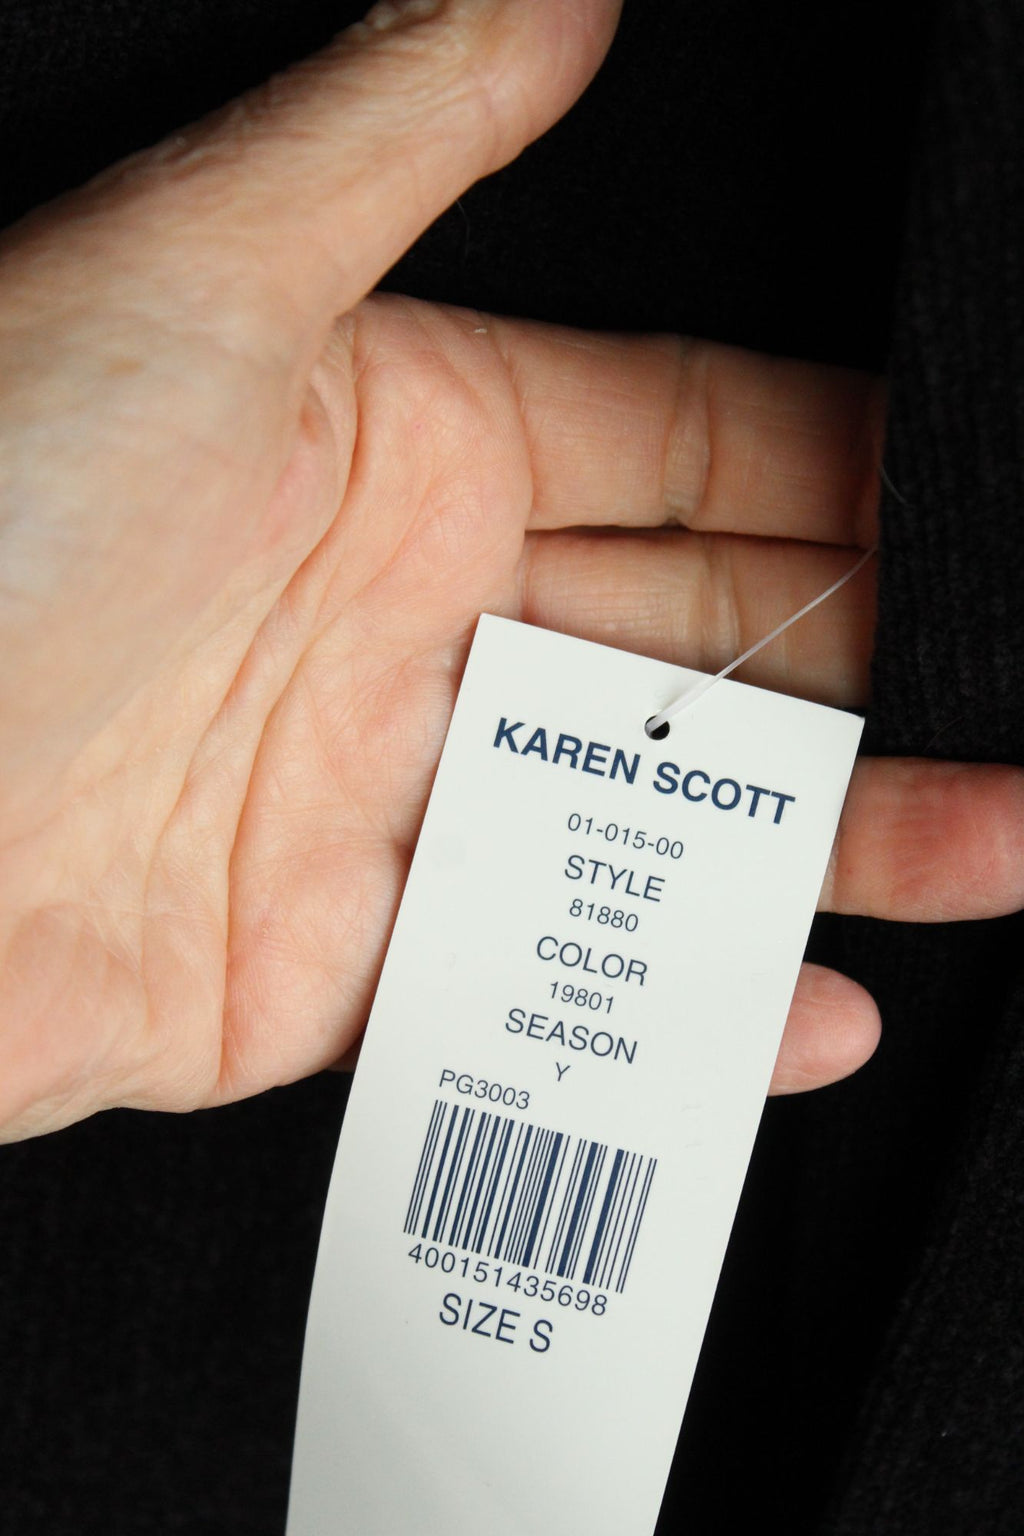 KAREN SCOTT
01-015-00
STYLE
81880
COLOR
19801
SEASON
Y
PG3003
400151435698
SIZE S